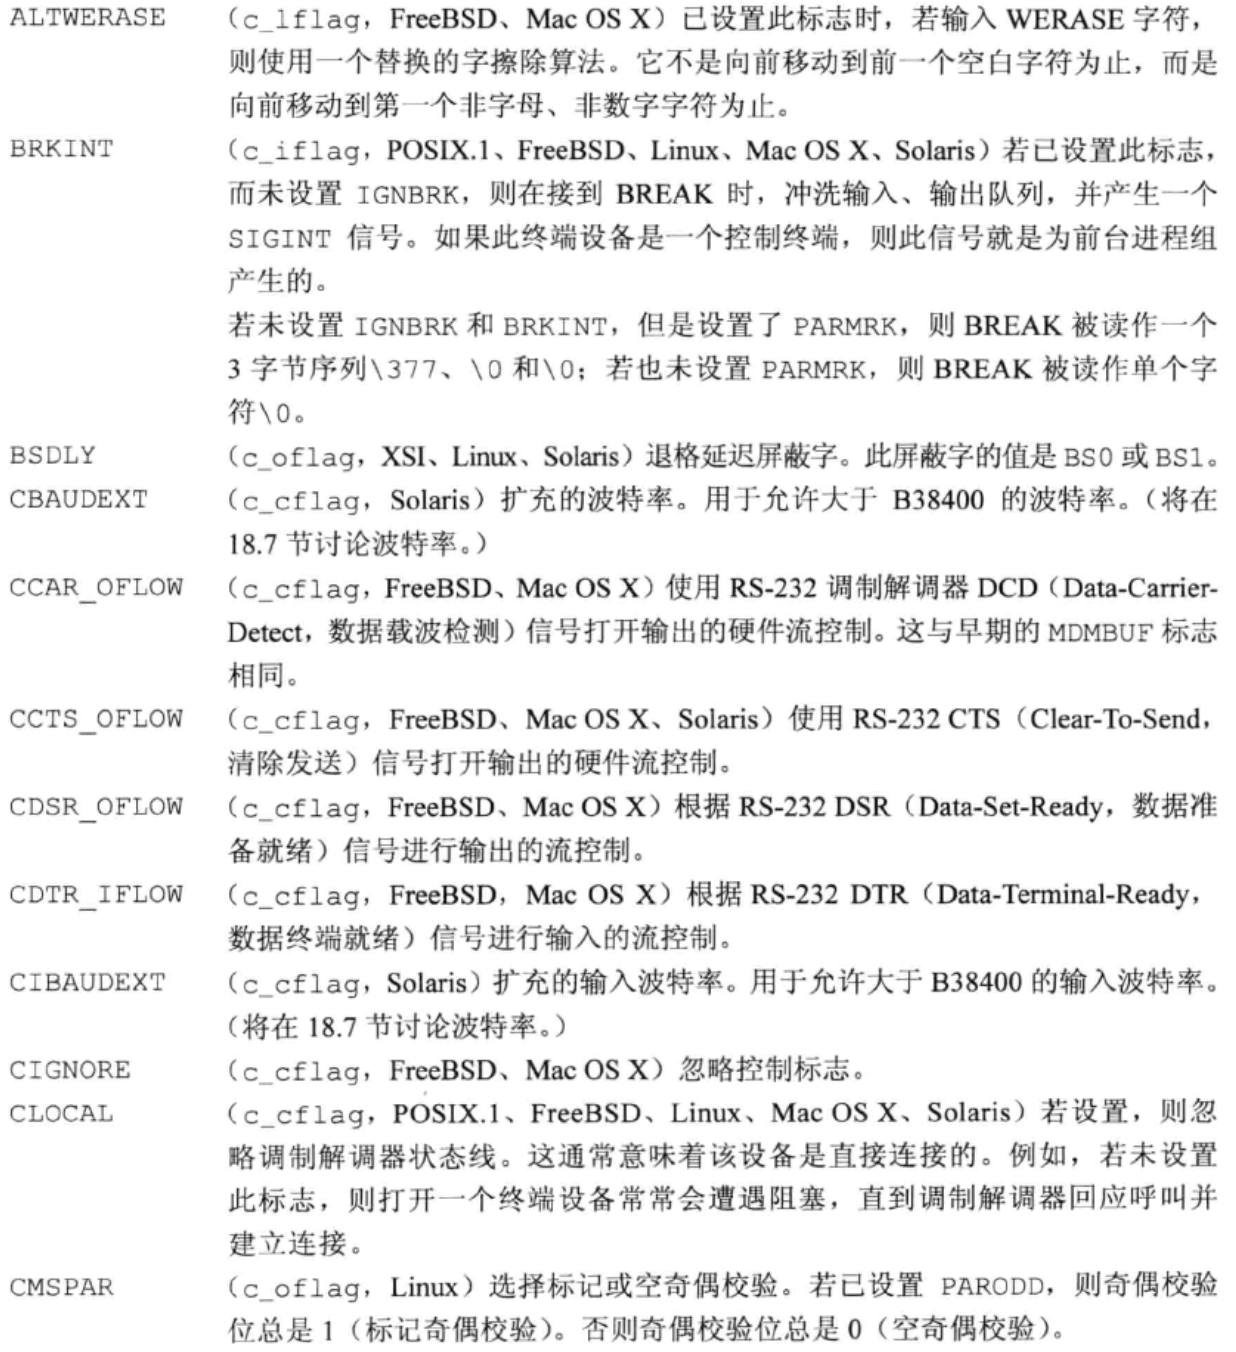 ALTWERASE （c_lflag，FreeBSD、Mac OS X）已设置此标志时，若输入 WERASE 字符，
则使用一个替换的字擦除算法。它不是向前移动到前一个空白字符为止，而是
向前移动到第一个非字母、非数字字符为止。
BRKINT （c_iflag，POSIX.1、FreeBSD、Linux、Mac OS X、Solaris）若已设置此标志，
而未设置 IGNBRK，则在接到 BREAK 时，冲洗输入、输出队列，并产生一个
SIGINT 信号。如果此终端设备是一个控制终端，则此信号就是为前台进程组
产生的。
若未设置 IGNBRK 和 BRKINT，但是设置了 PARMRK，则 BREAK 被读作一个
3 字节序列\377、\0 和\0；若也未设置 PARMRK，则 BREAK 被读作单个字
符\0。
BSDLY （c_oflag，XSI、Linux、Solaris）退格延迟屏蔽字。此屏蔽字的值是 BS0 或 BS1。
CBAUDEXT （c_cflag，Solaris）扩充的波特率。用于允许大于 B38400 的波特率。（将在
18.7 节讨论波特率。）
CCAR_OFLOW （c_cflag，FreeBSD、Mac OS X）使用 RS-232 调制解调器 DCD（Data-Carrier-
Detect，数据载波检测）信号打开输出的硬件流控制。这与早期的 MDMBUF 标志
相同。
CCTS_OFLOW （c_cflag，FreeBSD、Mac OS X、Solaris）使用 RS-232 CTS（Clear-To-Send，
清除发送）信号打开输出的硬件流控制。
CDSR_OFLOW （c_cflag，FreeBSD、Mac OS X）根据 RS-232 DSR（Data-Set-Ready，数据准
备就绪）信号进行输出的流控制。
CDTR_IFLOW （c_cflag，FreeBSD，Mac OS X）根据 RS-232 DTR（Data-Terminal-Ready，
数据终端就绪）信号进行输入的流控制。
CIBAUDEXT （c_cflag，Solaris）扩充的输入波特率。用于允许大于 B38400 的输入波特率。
（将在 18.7 节讨论波特率。）
CIGNORE （c_cflag，FreeBSD、Mac OS X）忽略控制标志。
CLOCAL （c_cflag，POSIX.1、FreeBSD、Linux、Mac OS X、Solaris）若设置，则忽
略调制解调器状态线。这通常意味着该设备是直接连接的。例如，若未设置
此标志，则打开一个终端设备常常会遭遇阻塞，直到调制解调器回应呼叫并
建立连接。
CMSPAR （c_oflag，Linux）选择标记或空奇偶校验。若已设置 PARODD，则奇偶校验
位总是 1（标记奇偶校验）。否则奇偶校验位总是 0（空奇偶校验）。